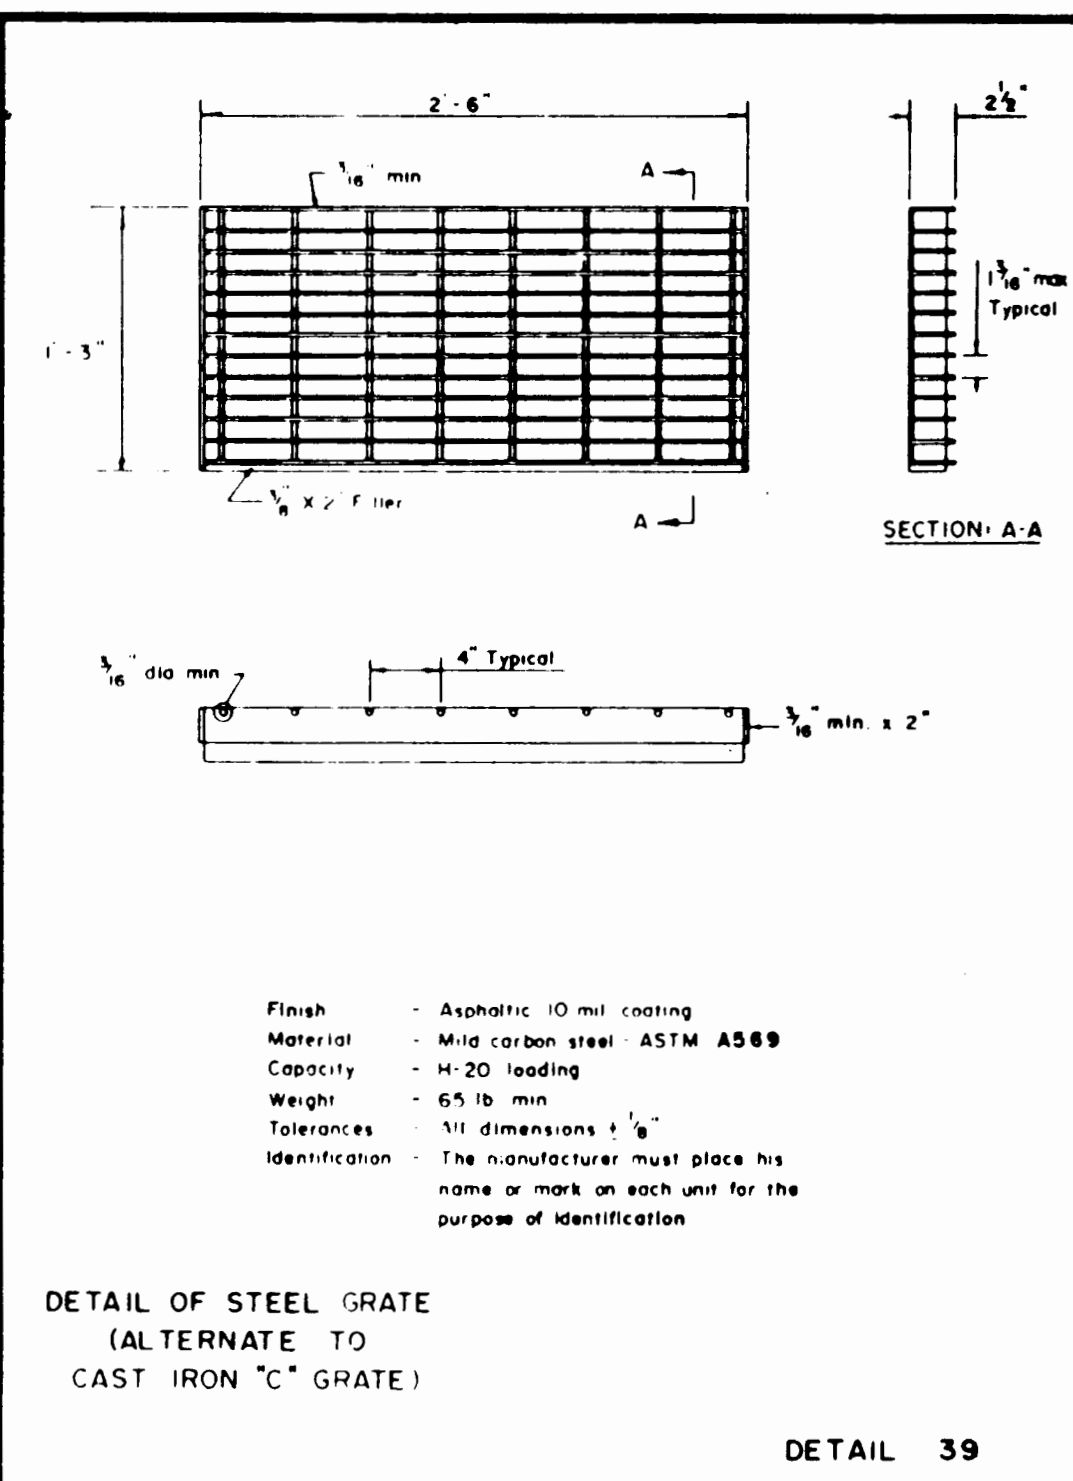 2'-6"
2 1/2"
3/16" min
A
1 3/16" max
Typical
1'-3"
3/8" X 2" Filler
A
SECTION: A-A
3/16" dia min
4" Typical
3/16" min. x 2"
Finish - Asphaltic 10 mil coating
Material - Mild carbon steel - ASTM A569
Capacity - H-20 loading
Weight - 65 lb min
Tolerances - All dimensions ± 1/8"
Identification - The manufacturer must place his
name or mark on each unit for the
purpose of identification
DETAIL OF STEEL GRATE
(ALTERNATE TO
CAST IRON "C" GRATE)
DETAIL 39